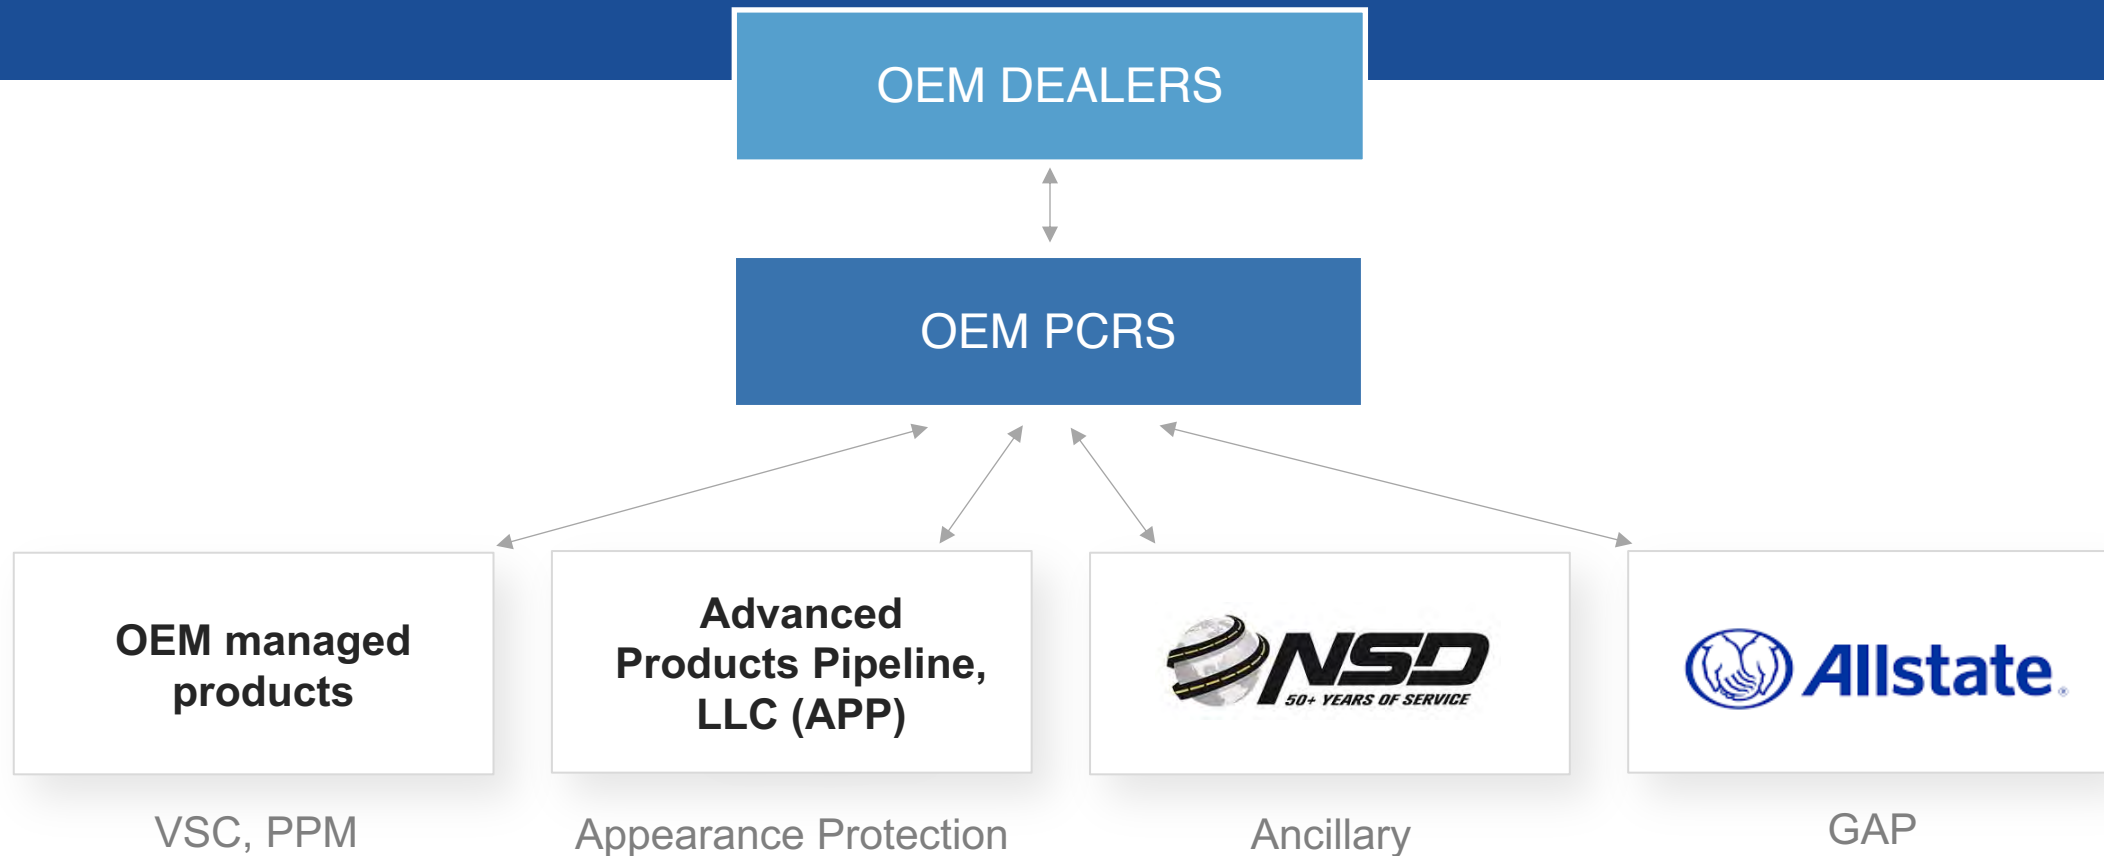 OEM DEALERS
OEM PCRS
OEM managed
products
Advanced
Products Pipeline,
LLC (APP)
NSD
50+ YEARS OF SERVICE
Allstate®
VSC, PPM
Appearance Protection
Ancillary
GAP